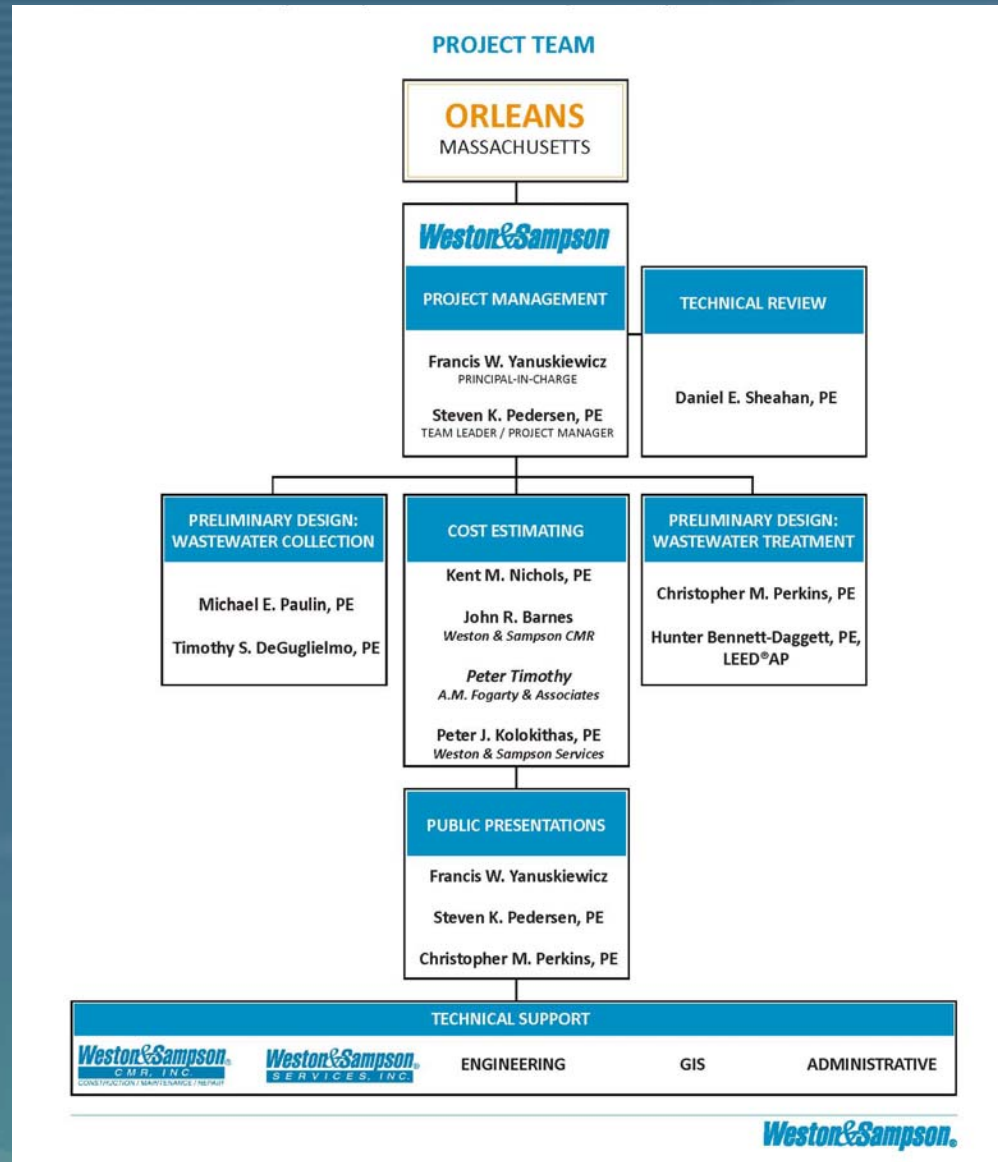 PROJECT TEAM
ORLEANS
MASSACHUSETTS
Weston&Sampson
PROJECT MANAGEMENT
Francis W. Yanuskiewicz
PRINCIPAL-IN-CHARGE
Steven K. Pedersen, PE
TEAM LEADER / PROJECT MANAGER
TECHNICAL REVIEW
Daniel E. Sheahan, PE
PRELIMINARY DESIGN:
WASTEWATER COLLECTION
Michael E. Paulin, PE
Timothy S. DeGuglielmo, PE
COST ESTIMATING
Kent M. Nichols, PE
John R. Barnes
Weston & Sampson CMR
Peter Timothy
A.M. Fogarty & Associates
Peter J. Kolokithas, PE
Weston & Sampson Services
PRELIMINARY DESIGN:
WASTEWATER TREATMENT
Christopher M. Perkins, PE
Hunter Bennett-Daggett, PE,
LEED®AP
PUBLIC PRESENTATIONS
Francis W. Yanuskiewicz
Steven K. Pedersen, PE
Christopher M. Perkins, PE
TECHNICAL SUPPORT
Weston&Sampson®
CMR, INC.
CONSTRUCTION / MAINTENANCE / REPAIR
Weston&Sampson®
SERVICES, INC.
ENGINEERING
GIS
ADMINISTRATIVE
Weston&Sampson®